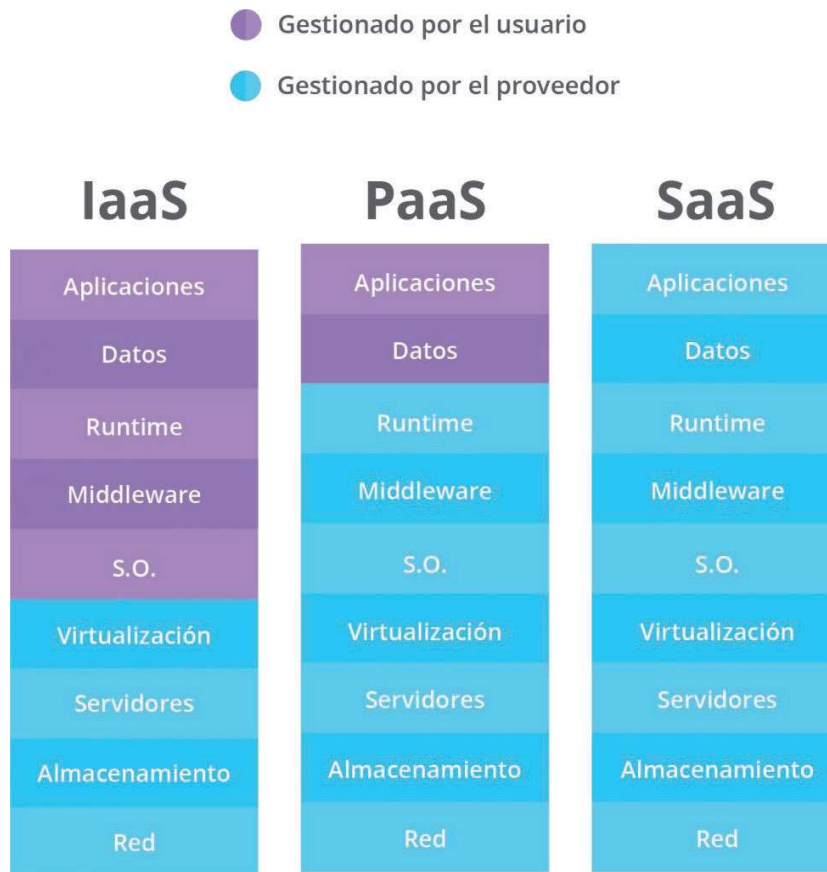 Gestionado por el usuario
Gestionado por el proveedor
IaaS
Aplicaciones
Datos
Runtime
Middleware
S.O.
Virtualización
Servidores
Almacenamiento
Red
PaaS
Aplicaciones
Datos
Runtime
Middleware
S.O.
Virtualización
Servidores
Almacenamiento
Red
SaaS
Aplicaciones
Datos
Runtime
Middleware
S.O.
Virtualización
Servidores
Almacenamiento
Red